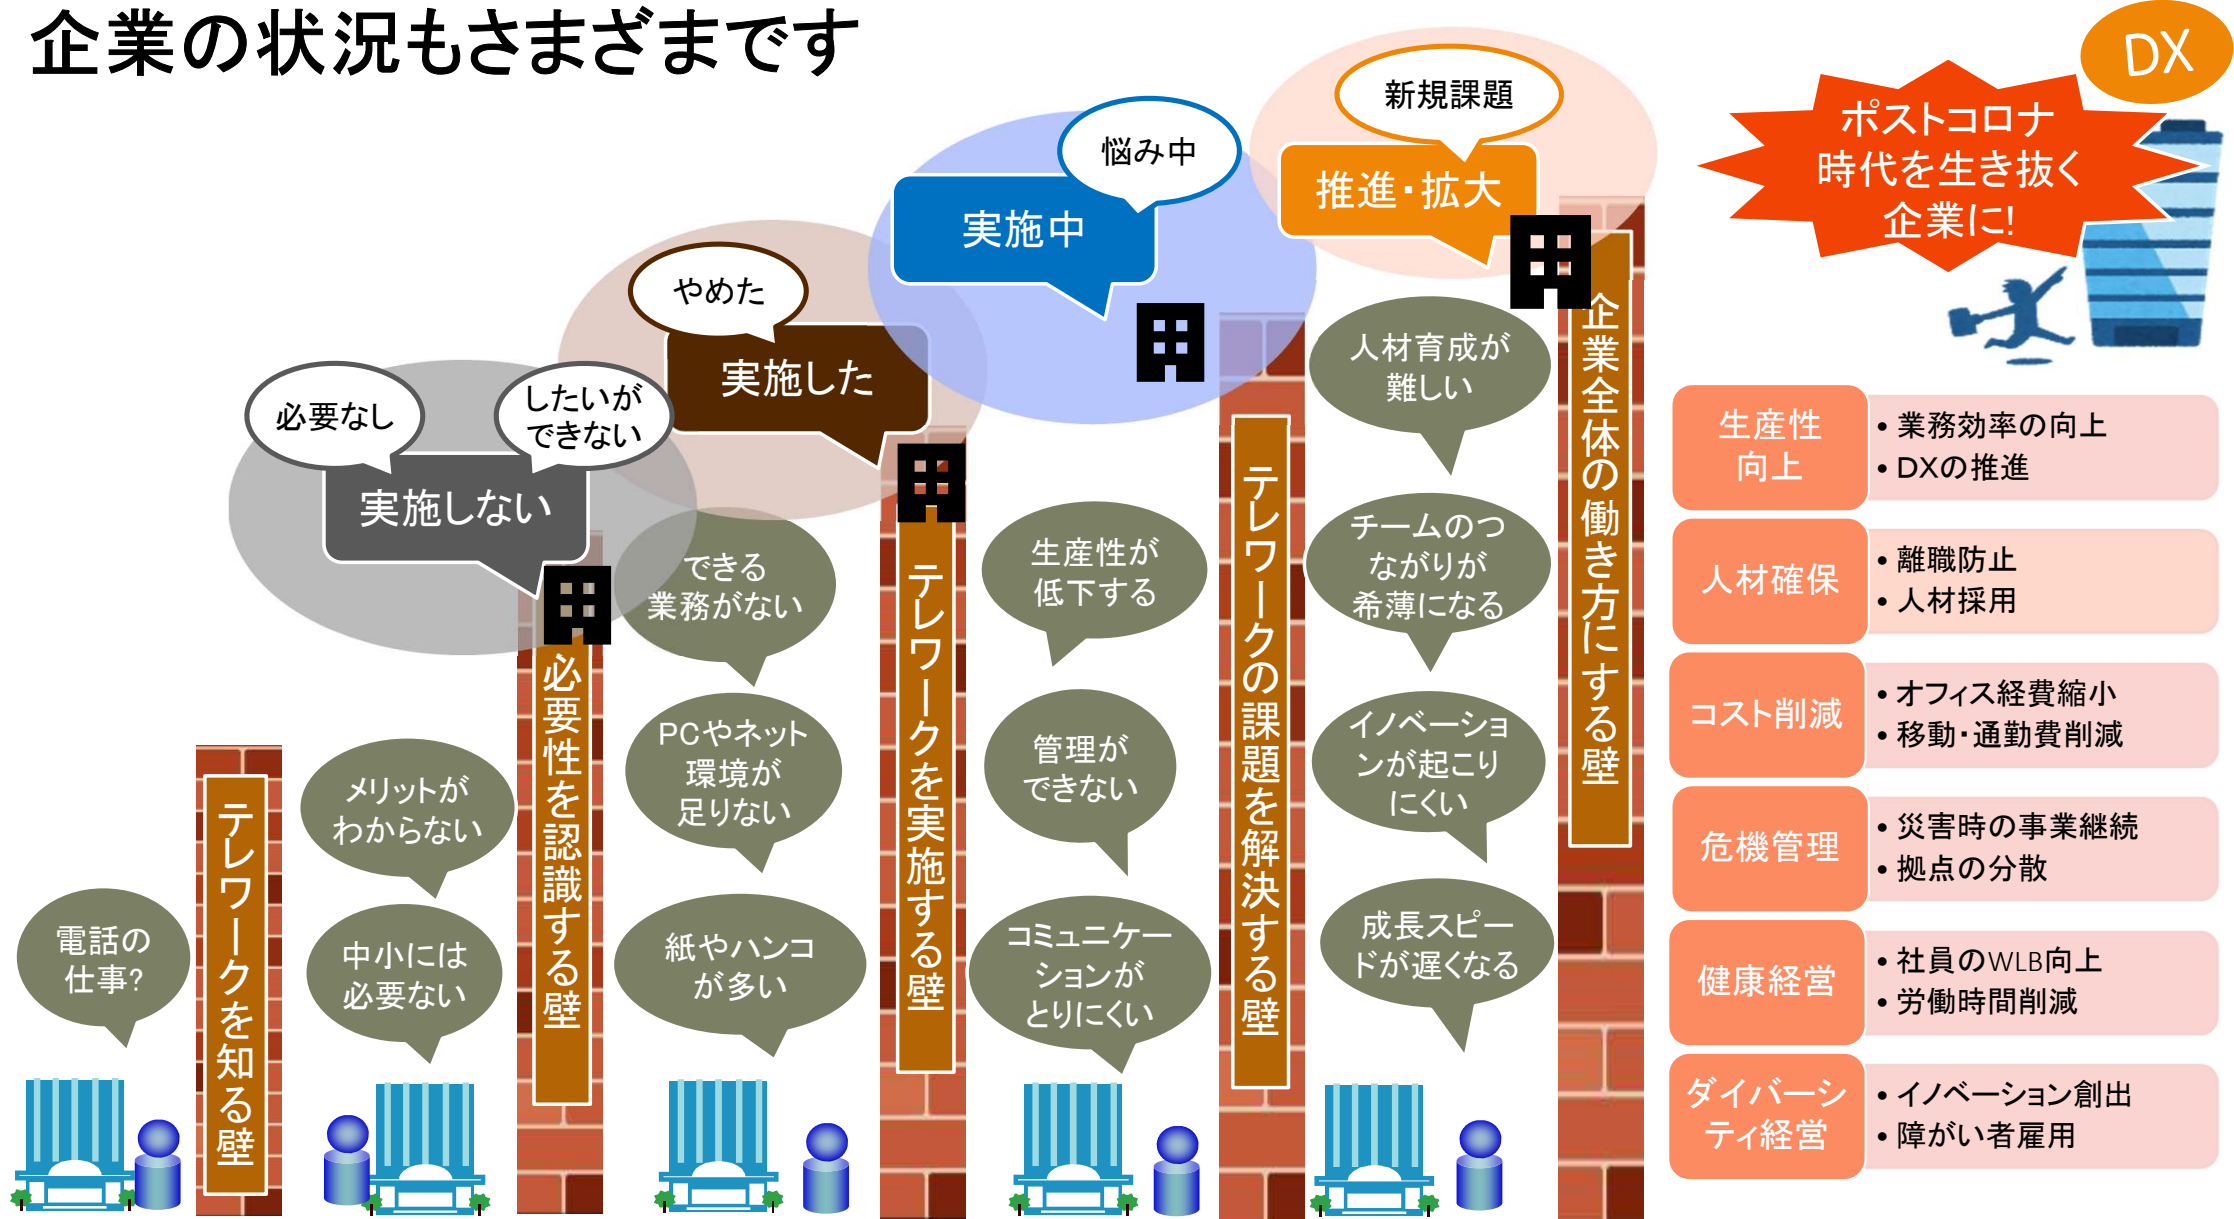 企業の状況もさまざまです
DX
ポストコロナ
時代を生き抜く
企業に!
新規課題
推進・拡大
悩み中
実施中
やめた
実施した
必要なし
したいが
できない
実施しない
電話の
仕事?
テレワークを知る壁
メリットが
わからない
中小には
必要ない
必要性を認識する壁
できる
業務がない
PCやネット
環境が
足りない
紙やハンコ
が多い
テレワークを実施する壁
生産性が
低下する
管理が
できない
コミュニケー
ションが
とりにくい
テレワークの課題を解決する壁
人材育成が
難しい
チームのつ
ながりが
希薄になる
イノベーショ
ンが起こり
にくい
成長スピー
ドが遅くなる
企業全体の働き方にする壁
生産性
向上
• 業務効率の向上
• DXの推進
人材確保
• 離職防止
• 人材採用
コスト削減
• オフィス経費縮小
• 移動・通勤費削減
危機管理
• 災害時の事業継続
• 拠点の分散
健康経営
• 社員のWLB向上
• 労働時間削減
ダイバーシ
ティ経営
• イノベーション創出
• 障がい者雇用